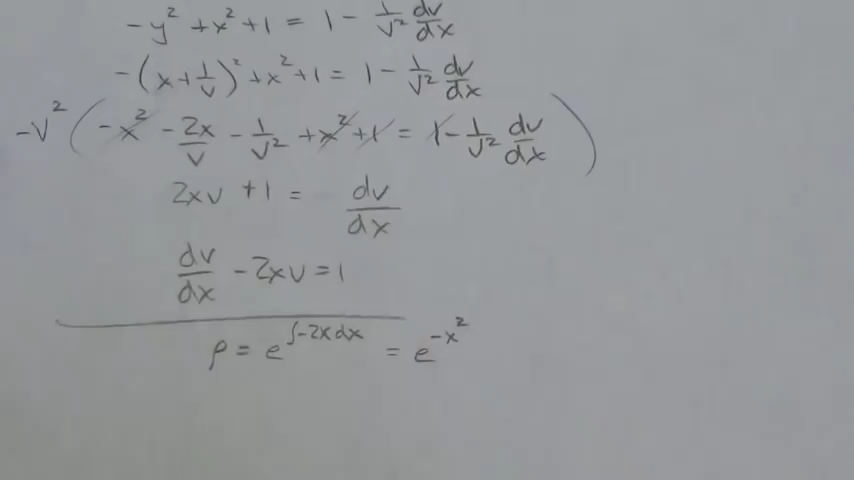 -y² + x² + 1 = 1 - 1/v² dv/dx
-(x + 1/v)² + x² + 1 = 1 - 1/v² dv/dx
-v² ( -x² - 2x/v - 1/v² + x² + 1 = 1 - 1/v² dv/dx )
2xv + 1 = dv/dx
dv/dx - 2xv = 1
ρ = e^∫-2xdx = e^-x²